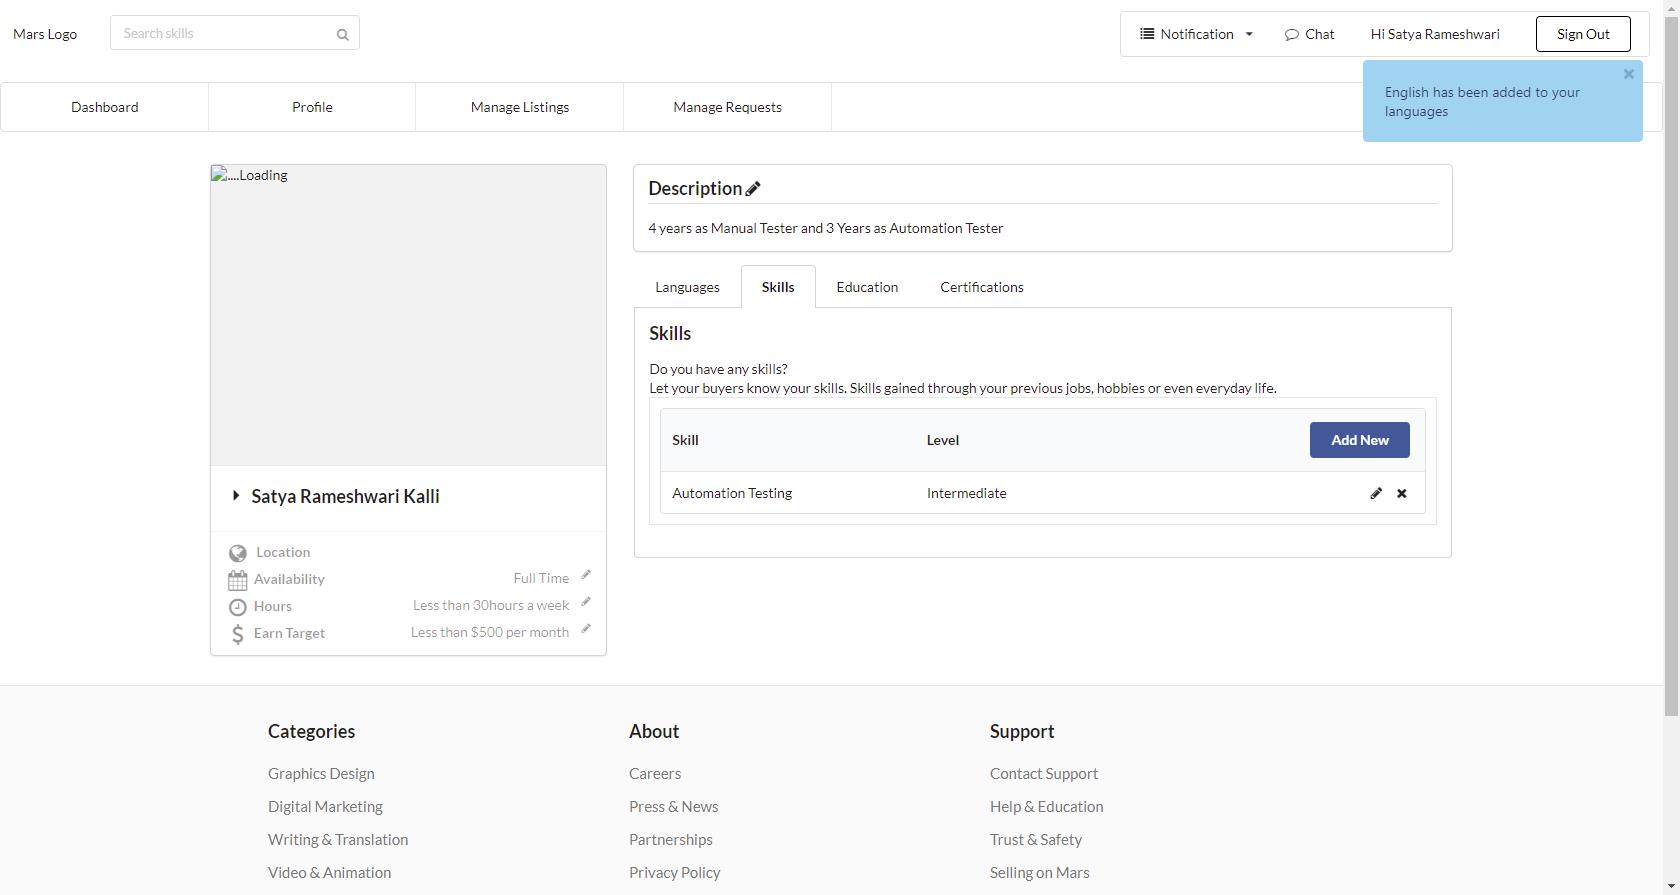 Mars Logo
Search skills
Notification
Chat
Hi Satya Rameshwari
Sign Out
English has been added to your
languages
Dashboard
Profile
Manage Listings
Manage Requests
....Loading
Satya Rameshwari Kalli
Location
Availability
Full Time
Hours
Less than 30hours a week
Earn Target
Less than $500 per month
Description
4 years as Manual Tester and 3 Years as Automation Tester
Languages
Skills
Education
Certifications
Skills
Do you have any skills?
Let your buyers know your skills. Skills gained through your previous jobs, hobbies or even everyday life.
Skill
Level
Add New
Automation Testing
Intermediate
Categories
Graphics Design
Digital Marketing
Writing & Translation
Video & Animation
About
Careers
Press & News
Partnerships
Privacy Policy
Support
Contact Support
Help & Education
Trust & Safety
Selling on Mars